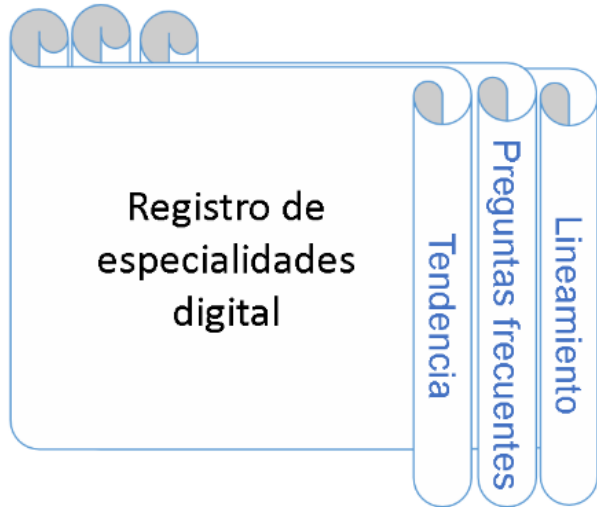 Registro de
especialidades
digital
Tendencia
Preguntas frecuentes
Lineamiento